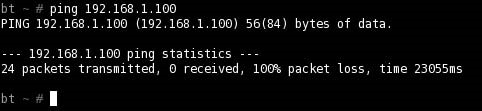 bt ~ # ping 192.168.1.100
PING 192.168.1.100 (192.168.1.100) 56(84) bytes of data.
--- 192.168.1.100 ping statistics ---
24 packets transmitted, 0 received, 100% packet loss, time 23055ms
bt ~ #